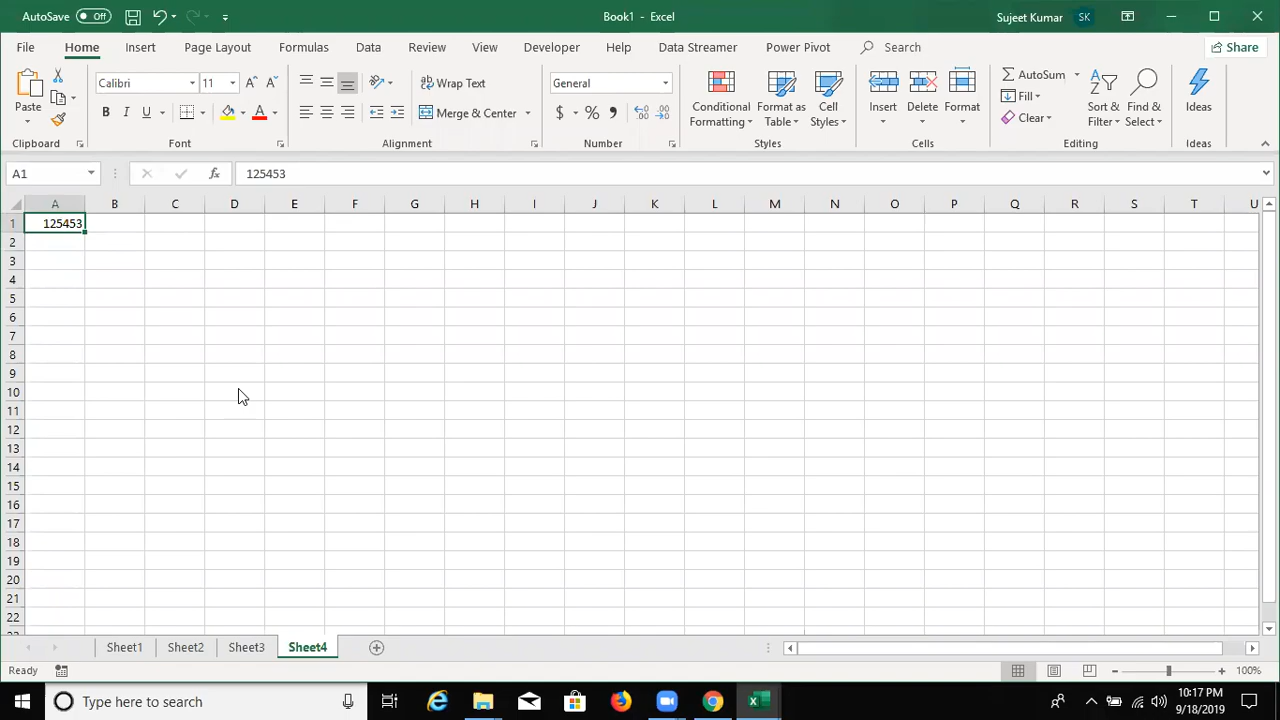 AutoSave Off Book1 - Excel Sujeet Kumar SK
File Home Insert Page Layout Formulas Data Review View Developer Help Data Streamer Power Pivot Search Share
Paste Calibri 11 Wrap Text General Conditional Formatting Format as Table Cell Styles Insert Delete Format AutoSum Sort & Filter Find & Select Ideas
B I U Merge & Center $ % , Fill
Clear
Clipboard Font Alignment Number Styles Cells Editing Ideas
A1 fx 125453
A B C D E F G H I J K L M N O P Q R S T U
1 125453
2
3
4
5
6
7
8
9
10
11
12
13
14
15
16
17
18
19
20
21
22
Sheet1 Sheet2 Sheet3 Sheet4
Ready 100%
Type here to search 10:17 PM
9/18/2019